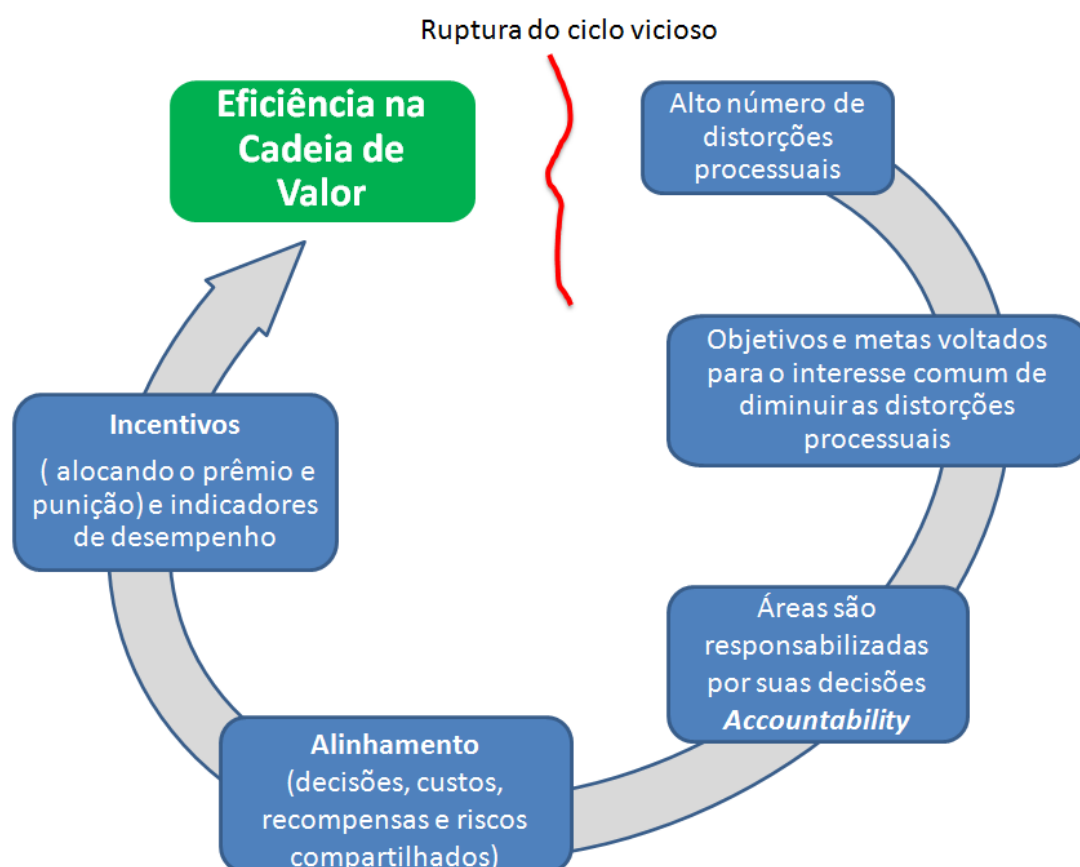 Ruptura do ciclo vicioso
Eficiência na
Cadeia de
Valor
Alto número de
distorções
processuais
Objetivos e metas voltados
para o interesse comum de
diminuir as distorções
processuais
Áreas são
responsabilizadas
por suas decisões
Accountability
Alinhamento
(decisões, custos,
recompensas e riscos
compartilhados)
Incentivos
( alocando o prêmio e
punição) e indicadores
de desempenho